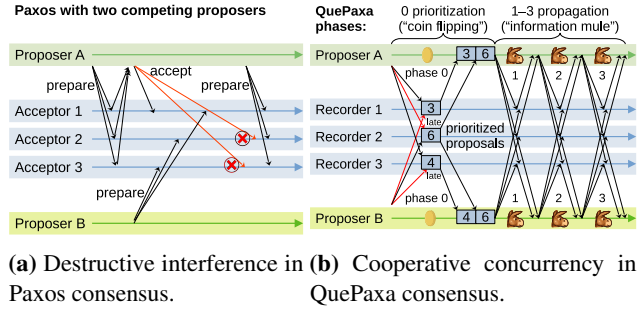 Paxos with two competing proposers
Proposer A
prepare
accept
prepare
Acceptor 1
Acceptor 2
Acceptor 3
prepare
Proposer B
(a) Destructive interference in
Paxos consensus.
QuePaxa
phases:
0 prioritization
(“coin flipping”)
1–3 propagation
(“information mule”)
Proposer A
3 6
phase 0
1 2 3
Recorder 1
3
late
Recorder 2
6
prioritized
proposals
Recorder 3
4
late
phase 0
1 2 3
Proposer B
4 6
(b) Cooperative concurrency in
QuePaxa consensus.